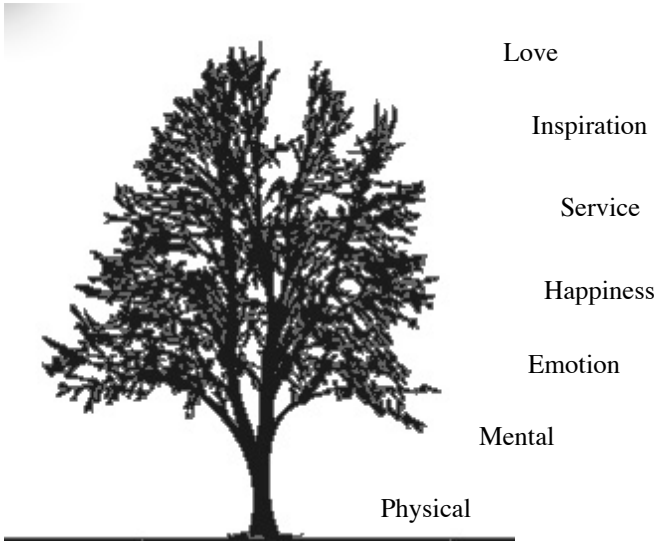 Love
Inspiration
Service
Happiness
Emotion
Mental
Physical